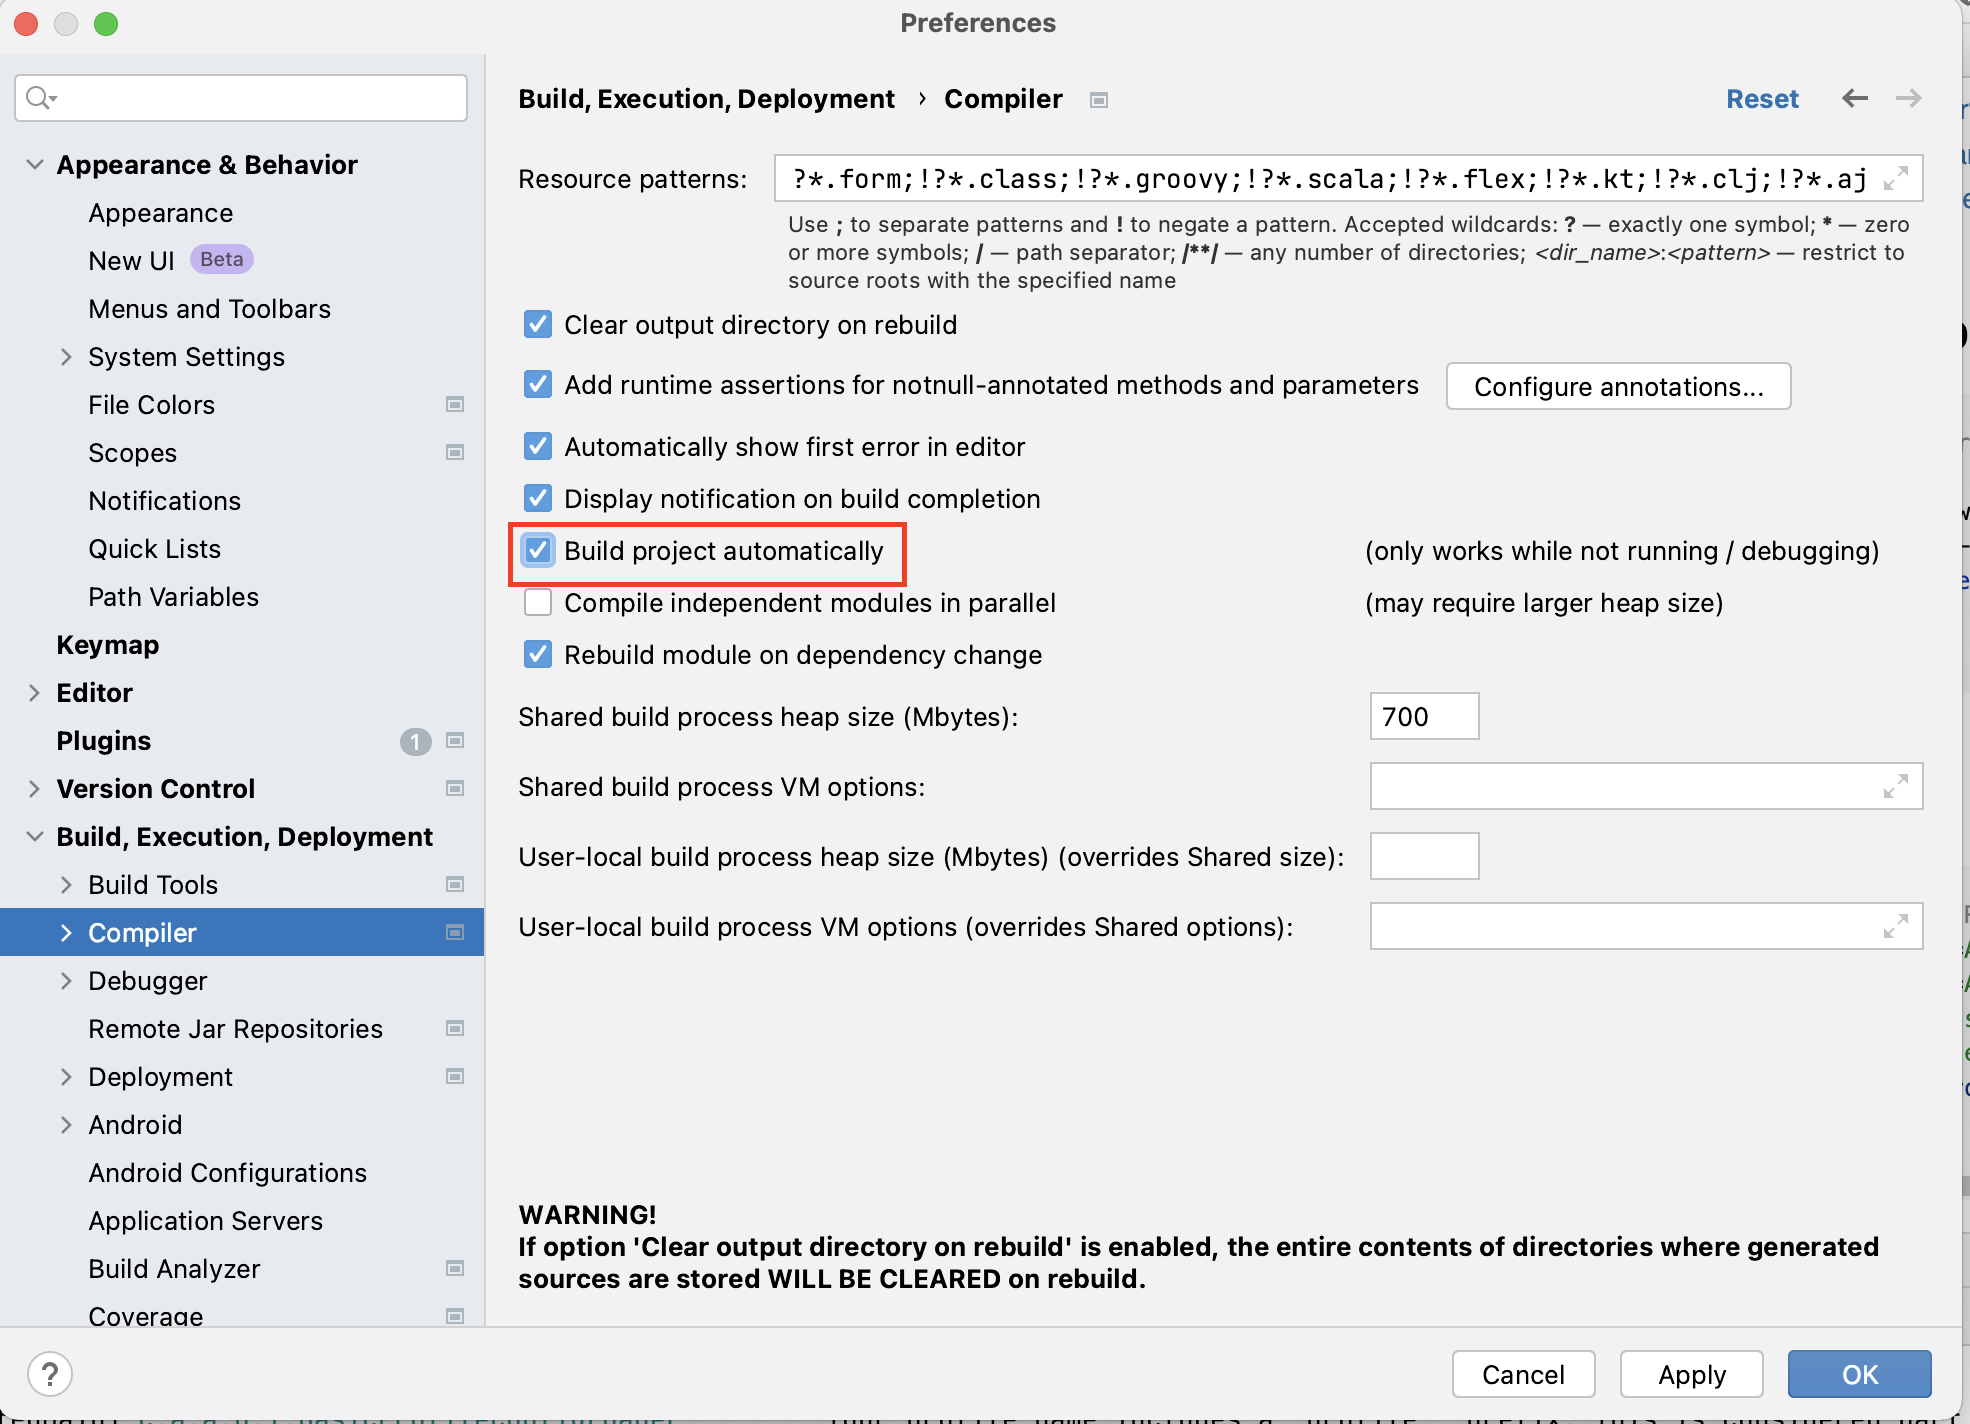 Preferences
Appearance & Behavior
Appearance
New UI Beta
Menus and Toolbars
System Settings
File Colors
Scopes
Notifications
Quick Lists
Path Variables
Keymap
Editor
Plugins 1
Version Control
Build, Execution, Deployment
Build Tools
Compiler
Debugger
Remote Jar Repositories
Deployment
Android
Android Configurations
Application Servers
Build Analyzer
Coverage
Build, Execution, Deployment › Compiler
Reset
Resource patterns: ?*.form;!?*.class;!?*.groovy;!?*.scala;!?*.flex;!?*.kt;!?*.clj;!?*.aj
Use ; to separate patterns and ! to negate a pattern. Accepted wildcards: ? — exactly one symbol; * — zero
or more symbols; / — path separator; /**/ — any number of directories; <dir_name>:<pattern> — restrict to
source roots with the specified name
Clear output directory on rebuild
Add runtime assertions for notnull-annotated methods and parameters Configure annotations...
Automatically show first error in editor
Display notification on build completion
Build project automatically (only works while not running / debugging)
Compile independent modules in parallel (may require larger heap size)
Rebuild module on dependency change
Shared build process heap size (Mbytes): 700
Shared build process VM options:
User-local build process heap size (Mbytes) (overrides Shared size):
User-local build process VM options (overrides Shared options):
WARNING!
If option 'Clear output directory on rebuild' is enabled, the entire contents of directories where generated
sources are stored WILL BE CLEARED on rebuild.
?
Cancel
Apply
OK